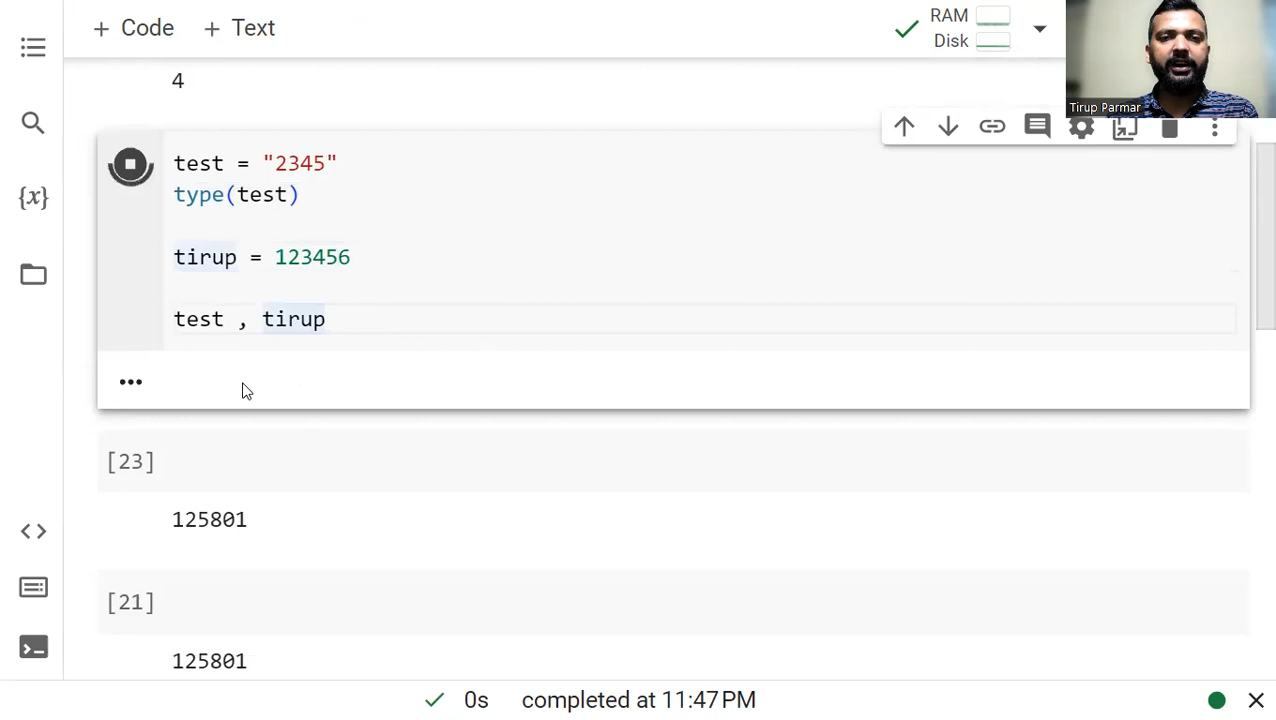 + Code + Text
RAM
Disk
Tirup Parmar
4
test = "2345"
type(test)
tirup = 123456
test , tirup
•••
{x}
[23]
125801
[21]
125801
0s completed at 11:47 PM